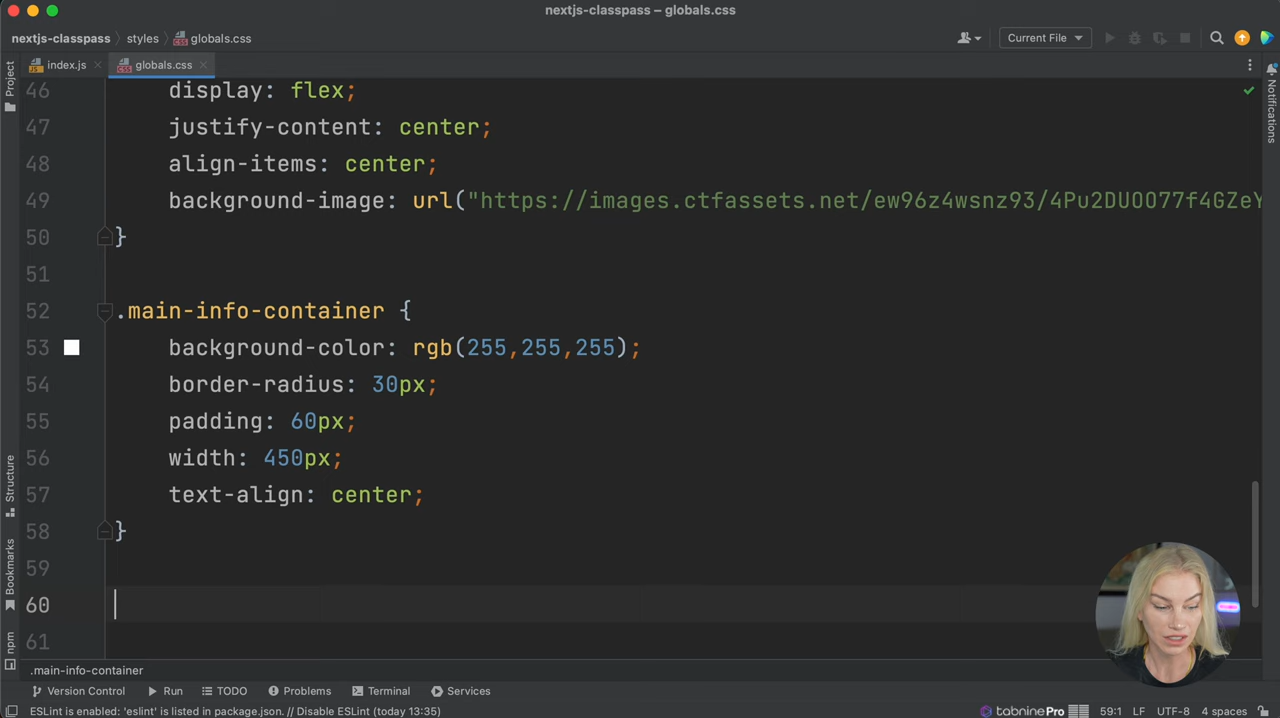 nextjs-classpass – globals.css
nextjs-classpass styles globals.css Current File
index.js globals.css
Project
Notifications
46 display: flex;
47 justify-content: center;
48 align-items: center;
49 background-image: url("https://images.ctfassets.net/ew96z4wsnz93/4Pu2DUOO77f4GZeY
50 }
51
52 .main-info-container {
53 background-color: rgb(255,255,255);
54 border-radius: 30px;
55 padding: 60px;
56 width: 450px;
57 text-align: center;
58 }
59
60
61
Structure
Bookmarks
npm
.main-info-container
Version Control Run TODO Problems Terminal Services
ESLint is enabled: 'eslint' is listed in package.json. // Disable ESLint (today 13:35) tabnine Pro 59:1 LF UTF-8 4 spaces